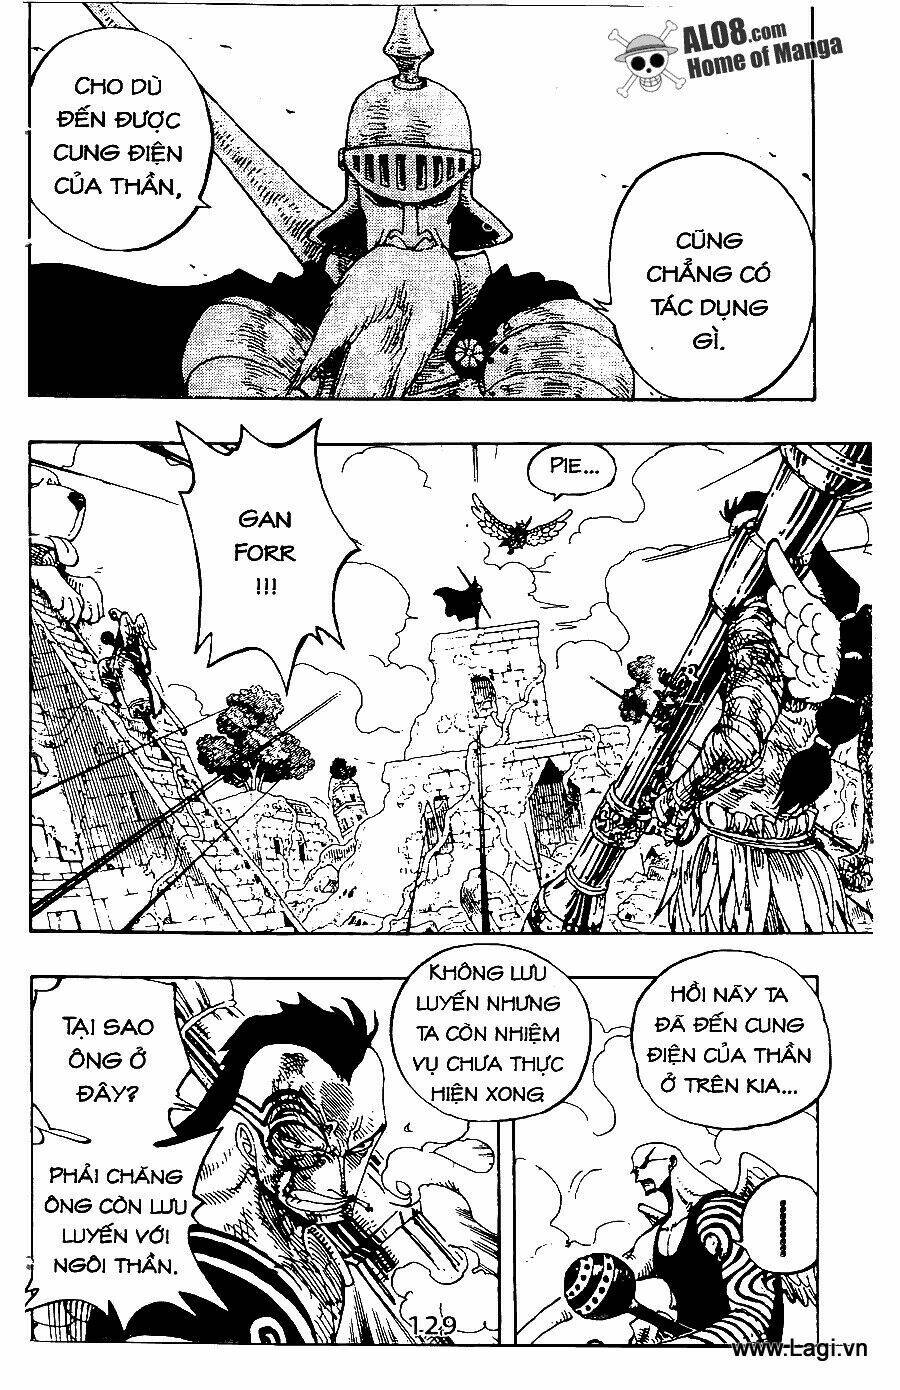 ALO8.com
Home of Manga
CHO DÙ
ĐẾN ĐƯỢC
CUNG ĐIỆN
CỦA THẦN,
CŨNG
CHẲNG CÓ
TÁC DỤNG
GÌ.
PIE...
GAN
FORR
!!!
TẠI SAO
ÔNG Ở
ĐÂY?
PHẢI CHĂNG
ÔNG CÒN LƯU
LUYẾN VỚI
NGÔI THẦN.
KHÔNG LƯU
LUYẾN NHƯNG
TA CÒN NHIỆM
VỤ CHƯA THỰC
HIỆN XONG
HỒI NÃY TA
ĐÃ ĐẾN CUNG
ĐIỆN CỦA THẦN
Ở TRÊN KIA...
129
www.Lagi.vn